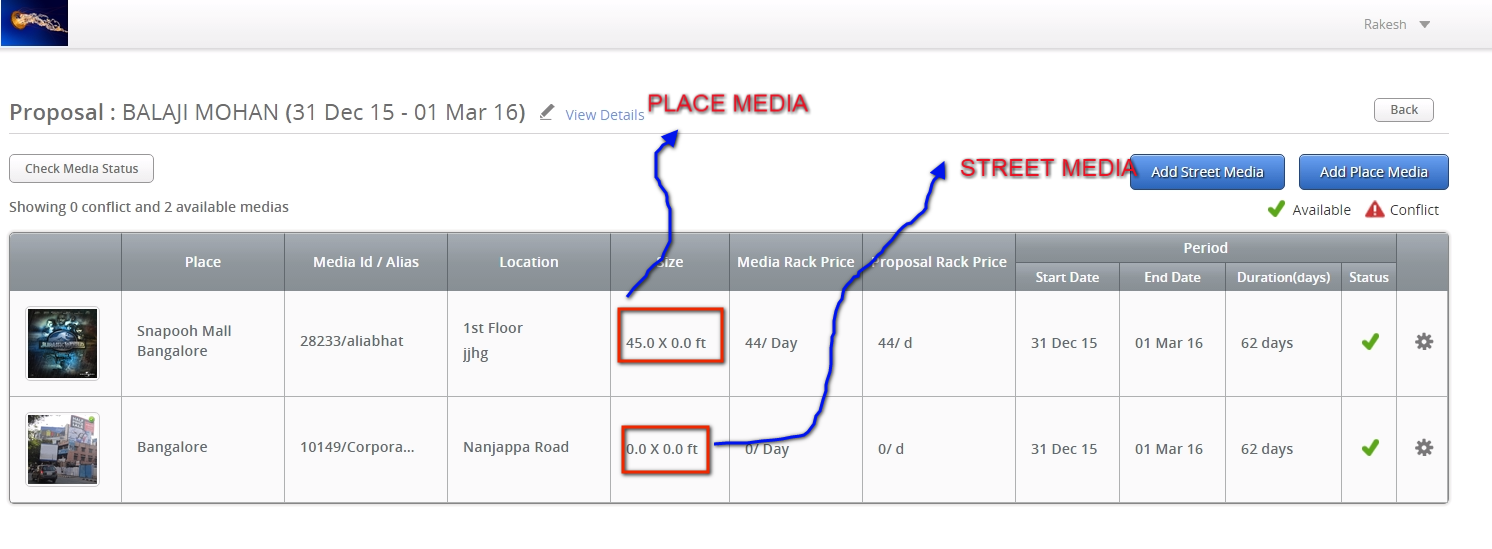 Rakesh
Proposal : BALAJI MOHAN (31 Dec 15 - 01 Mar 16) View Details PLACE MEDIA Back
Check Media Status STREET MEDIA Add Street Media Add Place Media
Showing 0 conflict and 2 available medias Available Conflict
Place Media Id / Alias Location Size Media Rack Price Proposal Rack Price Period
Start Date End Date Duration(days) Status
Snapooh Mall
Bangalore
28233/aliabhat
1st Floor
jjhg
45.0 X 0.0 ft 44/ Day 44/ d 31 Dec 15 01 Mar 16 62 days
Bangalore 10149/Corpora... Nanjappa Road 0.0 X 0.0 ft 0/ Day 0/ d 31 Dec 15 01 Mar 16 62 days